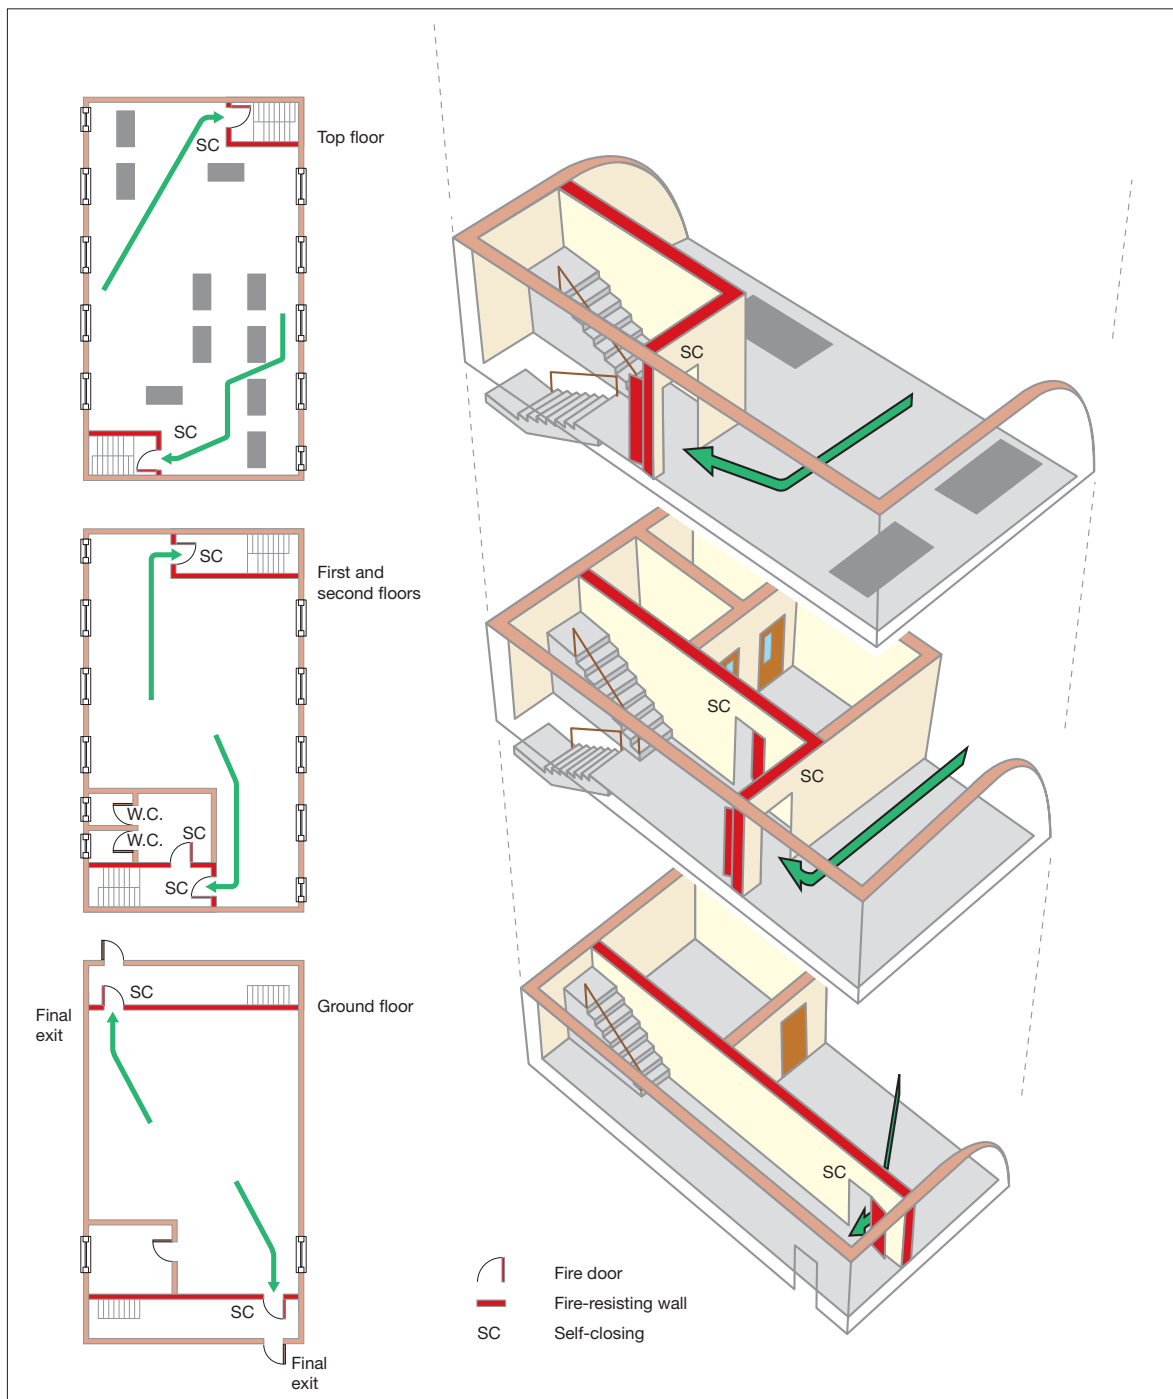 SC
Top floor
SC
SC
First and
second floors
W.C.
W.C.
SC
SC
SC
Final
exit
Ground floor
SC
Final
exit
SC
SC
SC
SC
Fire door
Fire-resisting wall
SC
Self-closing